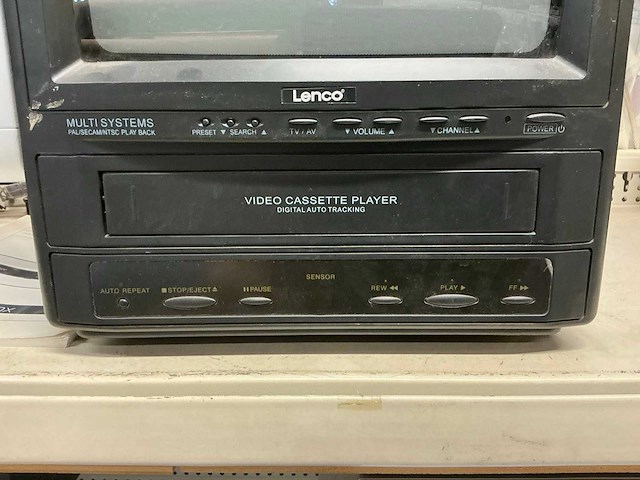 Lenco
MULTI SYSTEMS
PAL/SECAM/NTSC PLAY BACK
PRESET ▼ SEARCH ▲
TV / AV
▼ VOLUME ▲
▼ CHANNEL ▲
POWER
VIDEO CASSETTE PLAYER
DIGITAL AUTO TRACKING
SENSOR
AUTO REPEAT
■ STOP/EJECT ▲
❚❚ PAUSE
REW ◀◀
PLAY ▶
FF ▶▶